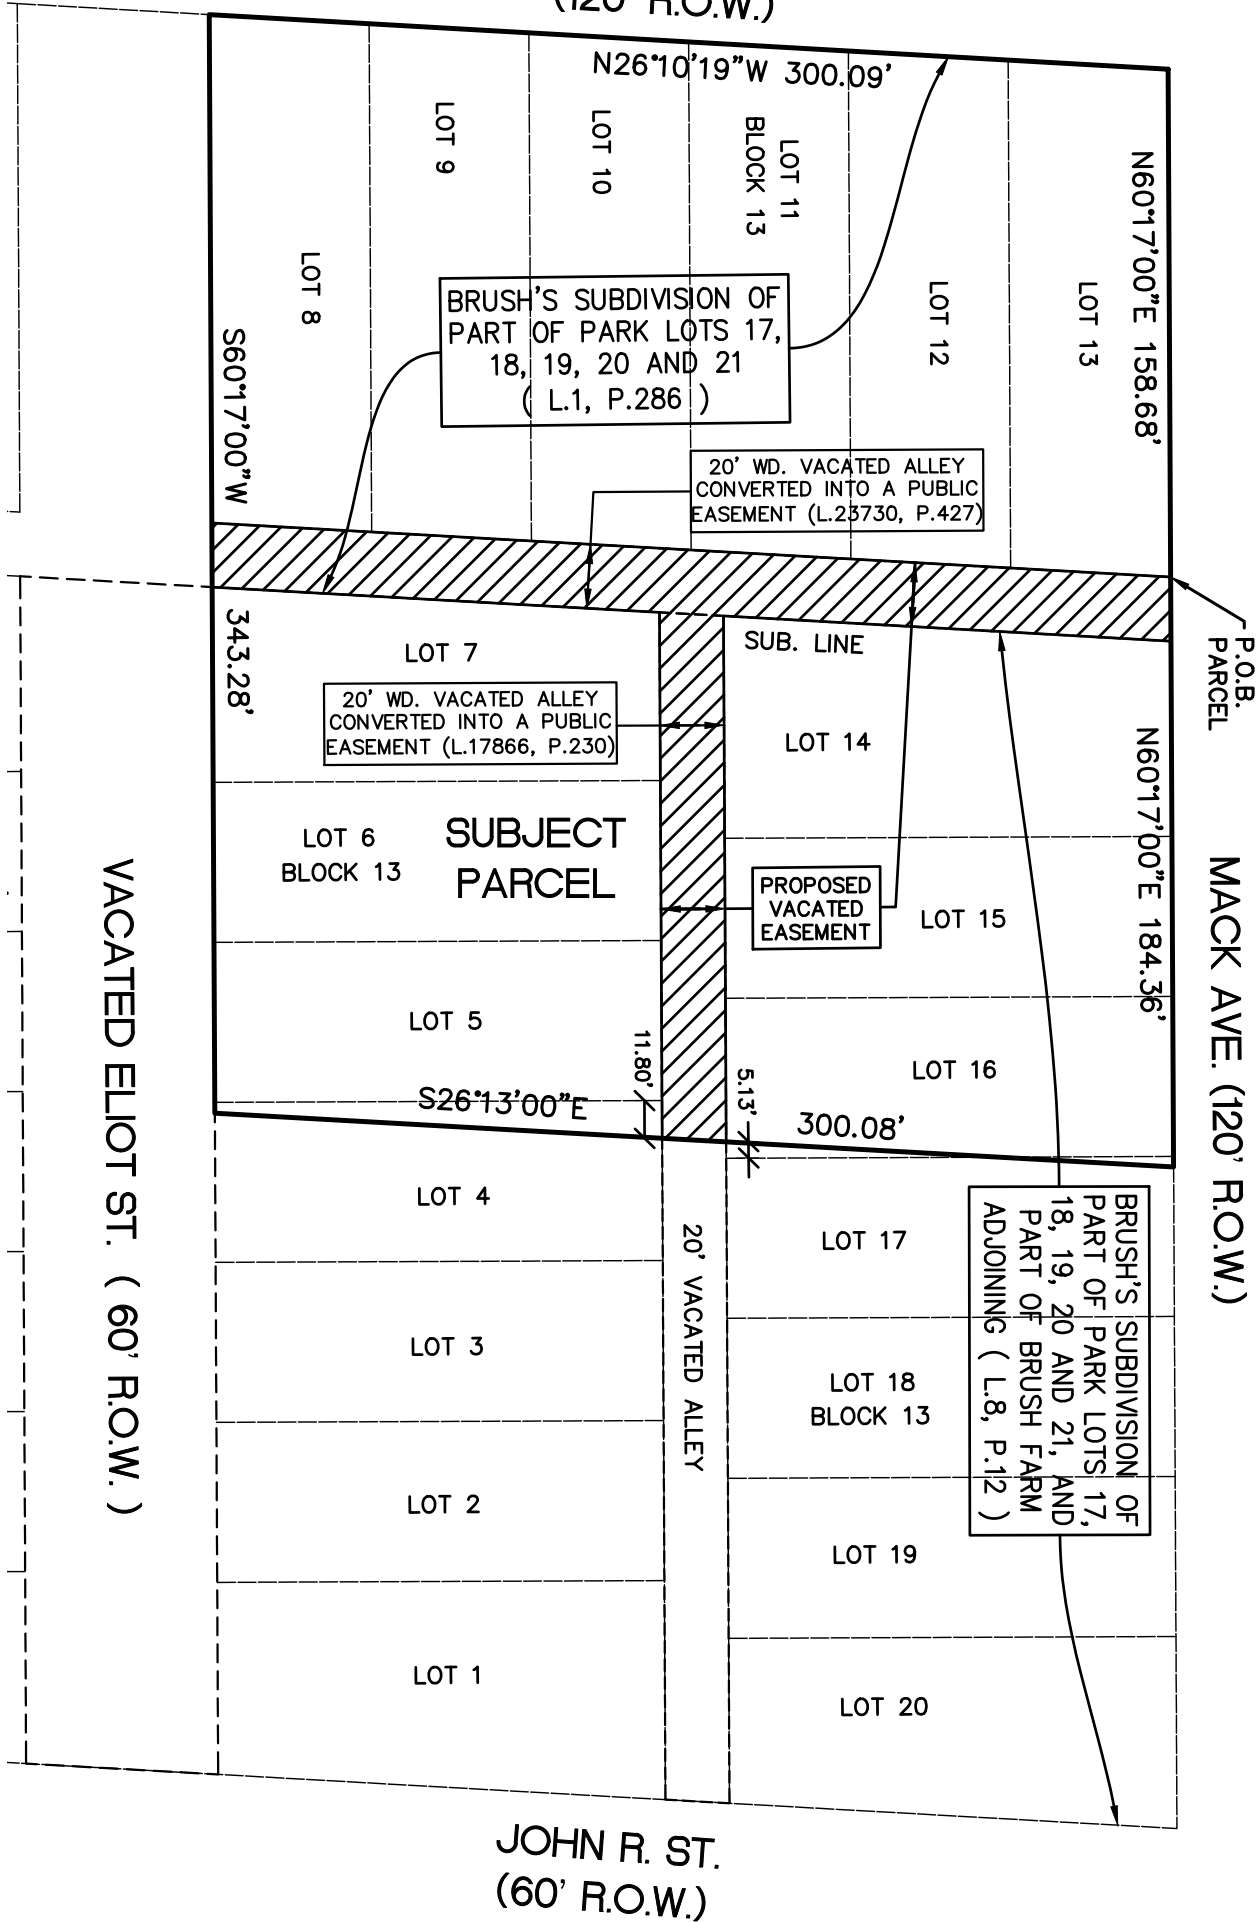 (120' R.O.W.)
N26°10'19"W 300.09'
N60°17'00"E 158.68'
LOT 9
LOT 10
LOT 11
BLOCK 13
LOT 8
LOT 12
LOT 13
BRUSH'S SUBDIVISION OF
PART OF PARK LOTS 17,
18, 19, 20 AND 21
( L.1, P.286 )
S60°17'00"W
343.28'
20' WD. VACATED ALLEY
CONVERTED INTO A PUBLIC
EASEMENT (L.23730, P.427)
P.O.B.
PARCEL
LOT 7
SUB. LINE
20' WD. VACATED ALLEY
CONVERTED INTO A PUBLIC
EASEMENT (L.17866, P.230)
LOT 14
N60°17'00"E 184.36'
LOT 6
BLOCK 13
SUBJECT
PARCEL
PROPOSED
VACATED
EASEMENT
LOT 15
MACK AVE. (120' R.O.W.)
VACATED ELIOT ST. ( 60' R.O.W. )
LOT 5
11.80'
5.13'
LOT 16
S26°13'00"E
300.08'
LOT 4
20' VACATED ALLEY
LOT 17
BRUSH'S SUBDIVISION OF
PART OF PARK LOTS 17,
18, 19, 20 AND 21, AND
PART OF BRUSH FARM
ADJOINING ( L.8, P.12 )
LOT 3
LOT 18
BLOCK 13
LOT 2
LOT 19
LOT 1
LOT 20
JOHN R. ST.
(60' R.O.W.)